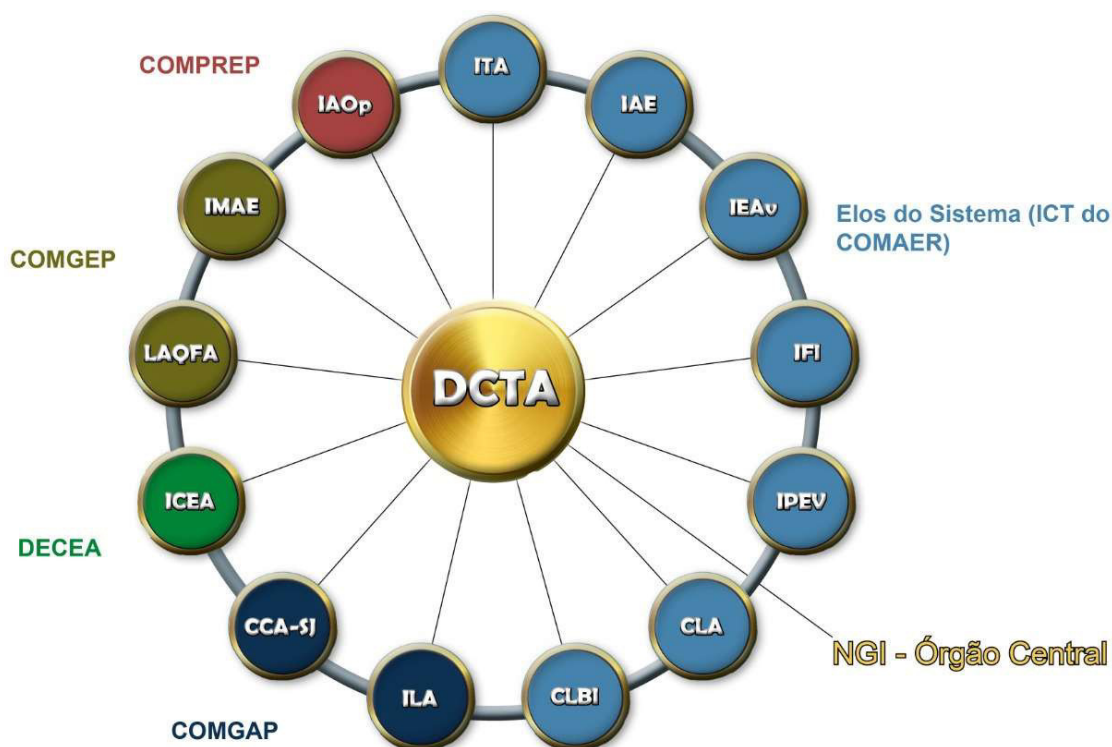 COMPREP
IAOp
ITA
IAE
IMAE
IEAv
Elos do Sistema (ICT do
COMAER)
COMGEP
LAQFA
DCTA
IFI
ICEA
IPEV
DECEA
CCA-SJ
CLA
NGI - Órgão Central
ILA
CLBI
COMGAP